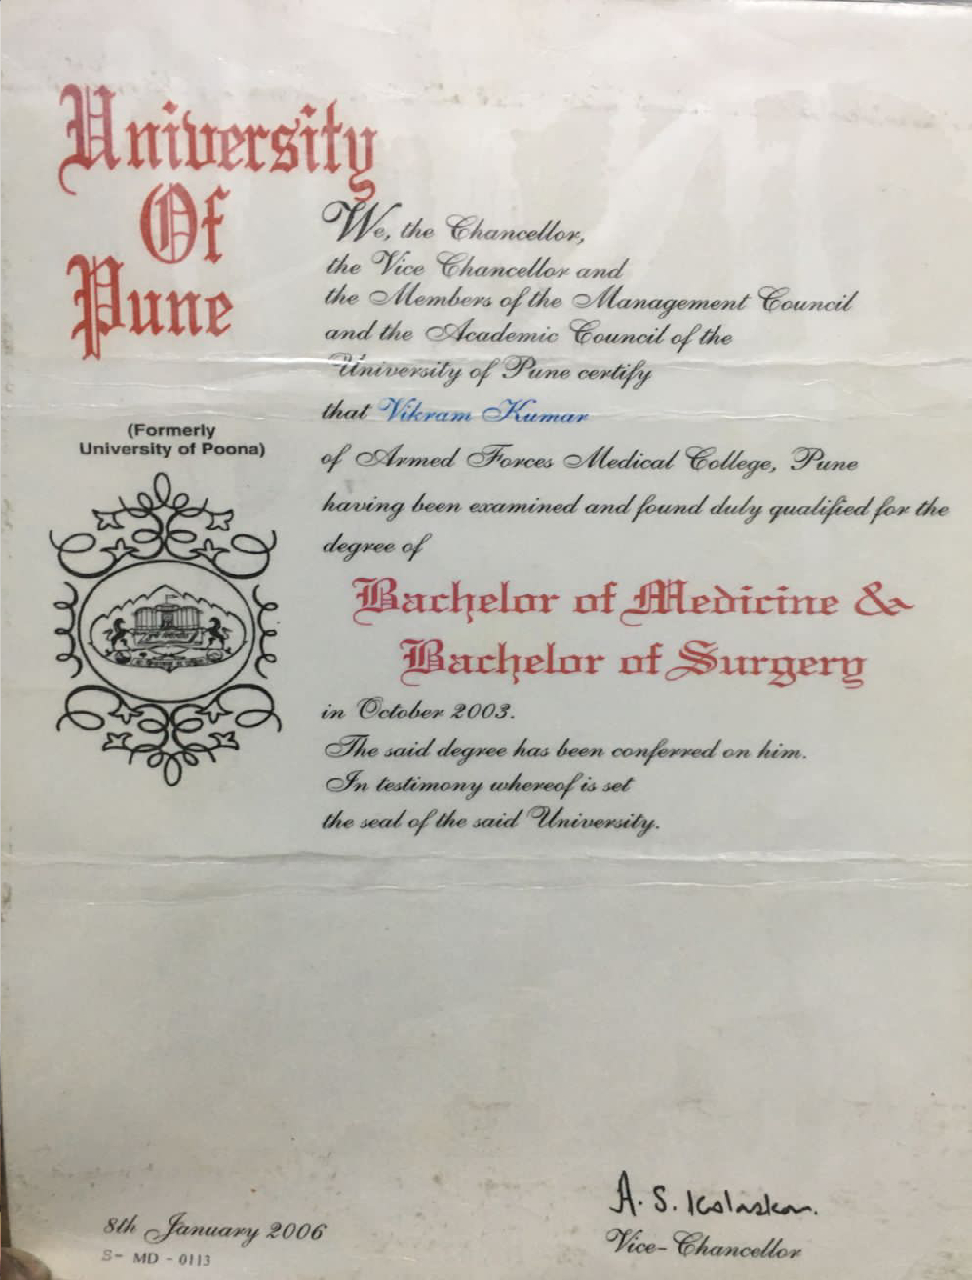 University
Of
Pune
(Formerly
University of Poona)
We, the Chancellor,
the Vice Chancellor and
the Members of the Management Council
and the Academic Council of the
University of Pune certify
that Vikram Kumar
of Armed Forces Medical College, Pune
having been examined and found duly qualified for the
degree of
Bachelor of Medicine &
Bachelor of Surgery
in October 2003.
The said degree has been conferred on him.
In testimony whereof is set
the seal of the said University.
8th January 2006
S- MD - 0113
A. S. Kolaskar.
Vice-Chancellor